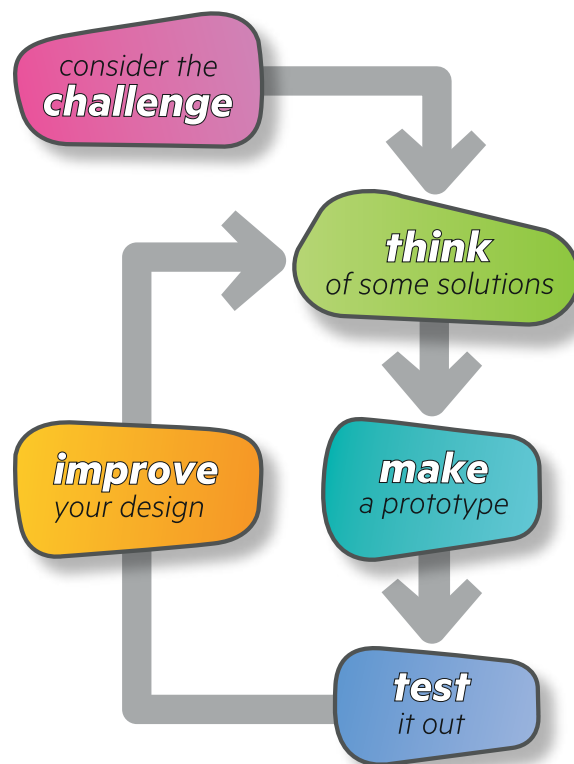 consider the
challenge
think
of some solutions
improve
your design
make
a prototype
test
it out